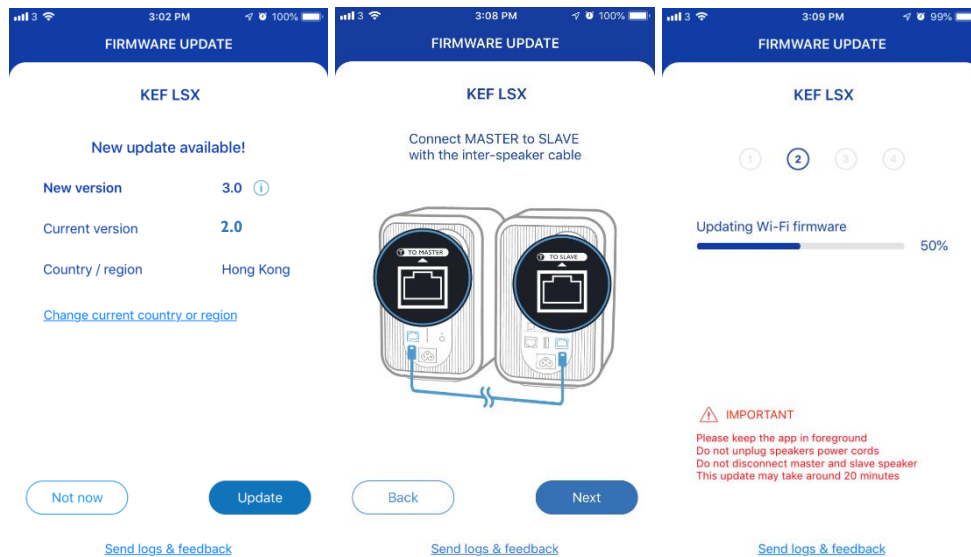 3 3:02 PM 100%
FIRMWARE UPDATE
KEF LSX
New update available!
New version 3.0 i
Current version 2.0
Country / region Hong Kong
Change current country or region
Not now Update
Send logs & feedback
3 3:08 PM 100%
FIRMWARE UPDATE
KEF LSX
Connect MASTER to SLAVE
with the inter-speaker cable
TO MASTER
TO SLAVE
Back Next
Send logs & feedback
3 3:09 PM 99%
FIRMWARE UPDATE
KEF LSX
1 2 3 4
Updating Wi-Fi firmware
50%
IMPORTANT
Please keep the app in foreground
Do not unplug speakers power cords
Do not disconnect master and slave speaker
This update may take around 20 minutes
Send logs & feedback